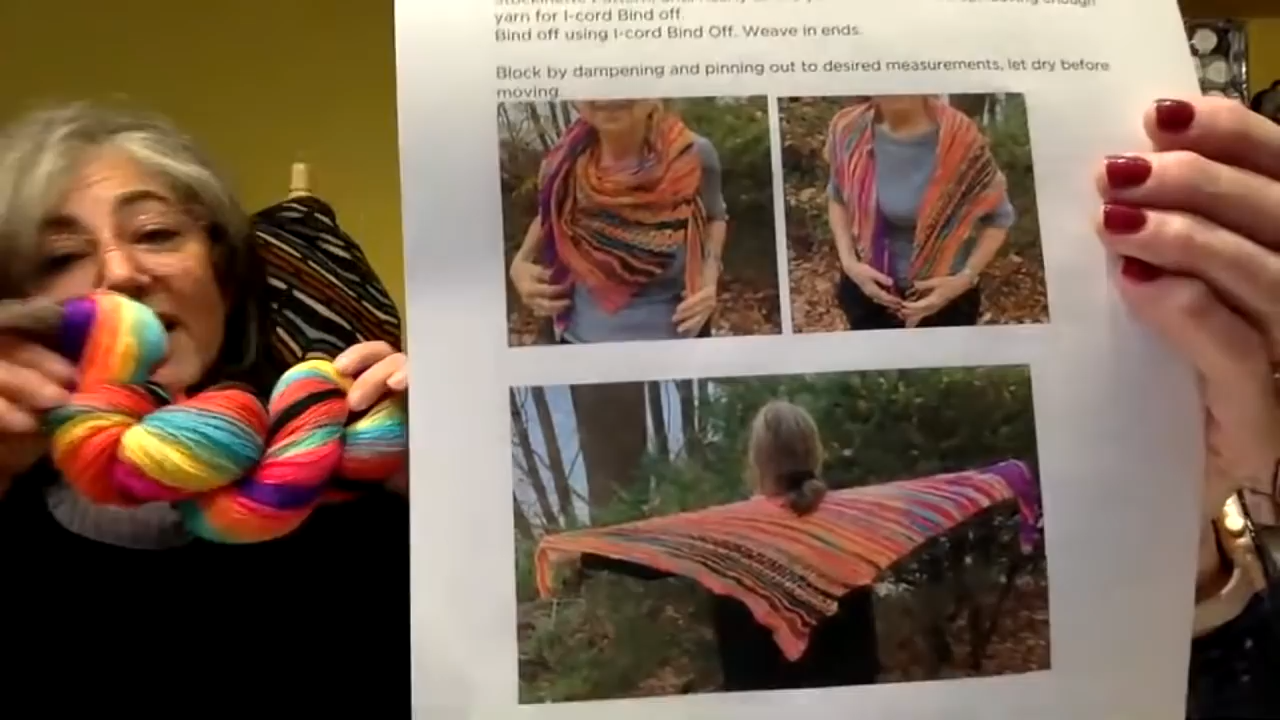 yarn for I-cord Bind off.
Bind off using I-cord Bind Off. Weave in ends.
Block by dampening and pinning out to desired measurements, let dry before
moving.